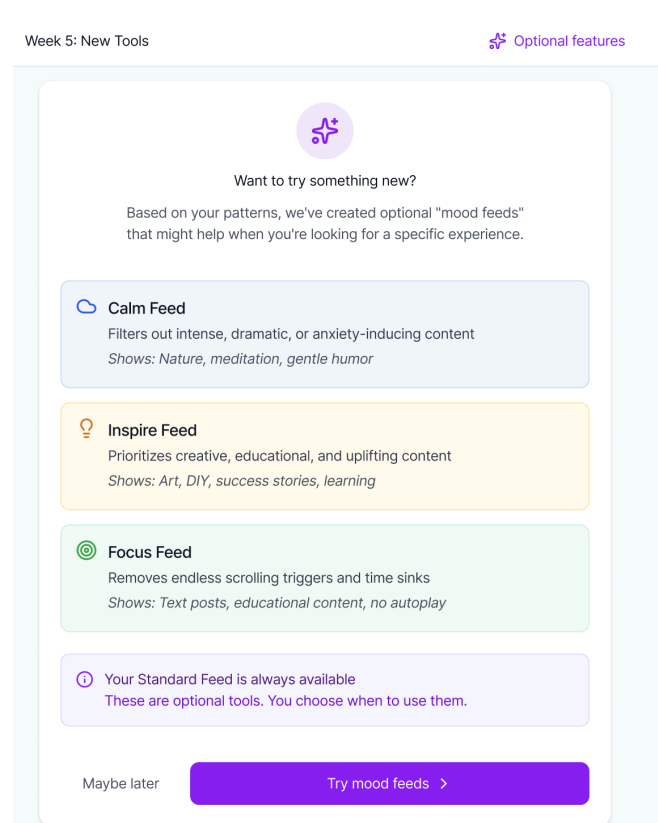 Week 5: New Tools
Optional features
Want to try something new?
Based on your patterns, we've created optional "mood feeds"
that might help when you're looking for a specific experience.
Calm Feed
Filters out intense, dramatic, or anxiety-inducing content
Shows: Nature, meditation, gentle humor
Inspire Feed
Prioritizes creative, educational, and uplifting content
Shows: Art, DIY, success stories, learning
Focus Feed
Removes endless scrolling triggers and time sinks
Shows: Text posts, educational content, no autoplay
Your Standard Feed is always available
These are optional tools. You choose when to use them.
Maybe later
Try mood feeds